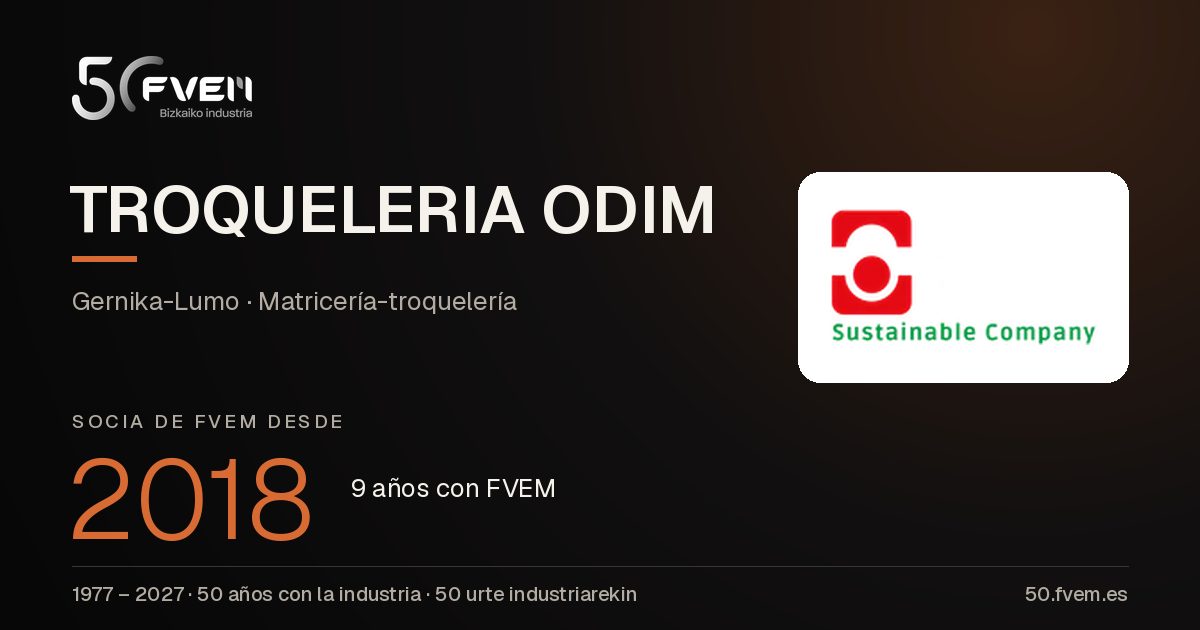 50 FVEM
Bizkaiko industria
TROQUELERIA ODIM
Gernika-Lumo · Matricería-troquelería
Sustainable Company
SOCIA DE FVEM DESDE
2018
9 años con FVEM
1977 – 2027 · 50 años con la industria · 50 urte industriarekin
50.fvem.es